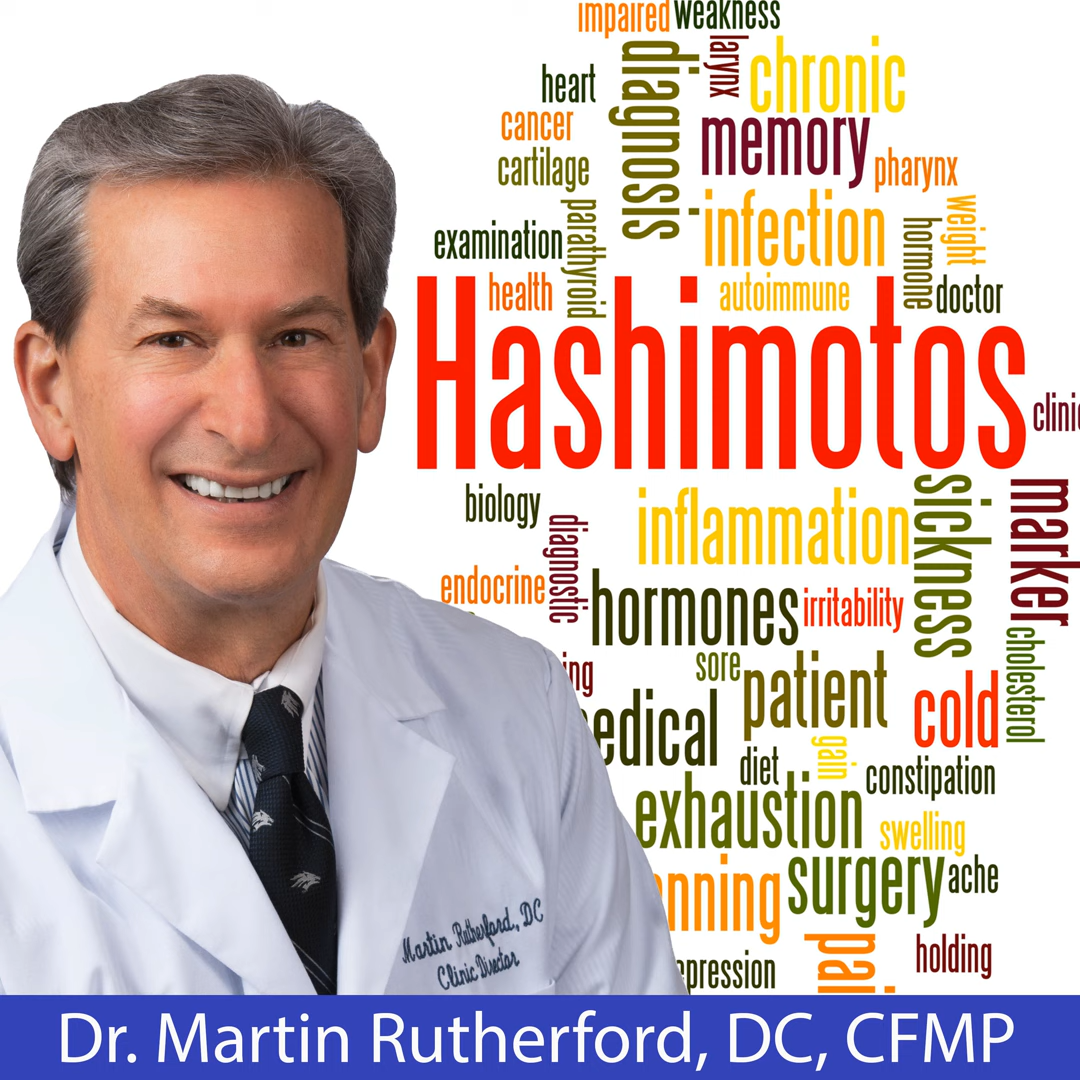 impaired weakness
larynx
diagnosis
chronic
heart
cancer
memory
cartilage
pharynx
parathyroid
infection
weight
hormone
examination
health
autoimmune
doctor
Hashimotos
clinic
biology
inflammation
sickness
marker
diagnostic
endocrine
hormones
irritability
cholesterol
sore
ing
patient
cold
edical
gain
diet
constipation
exhaustion
swelling
surgery
ache
nning
pai
holding
pression
Martin Rutherford, DC
Clinic Director
Dr. Martin Rutherford, DC, CFMP